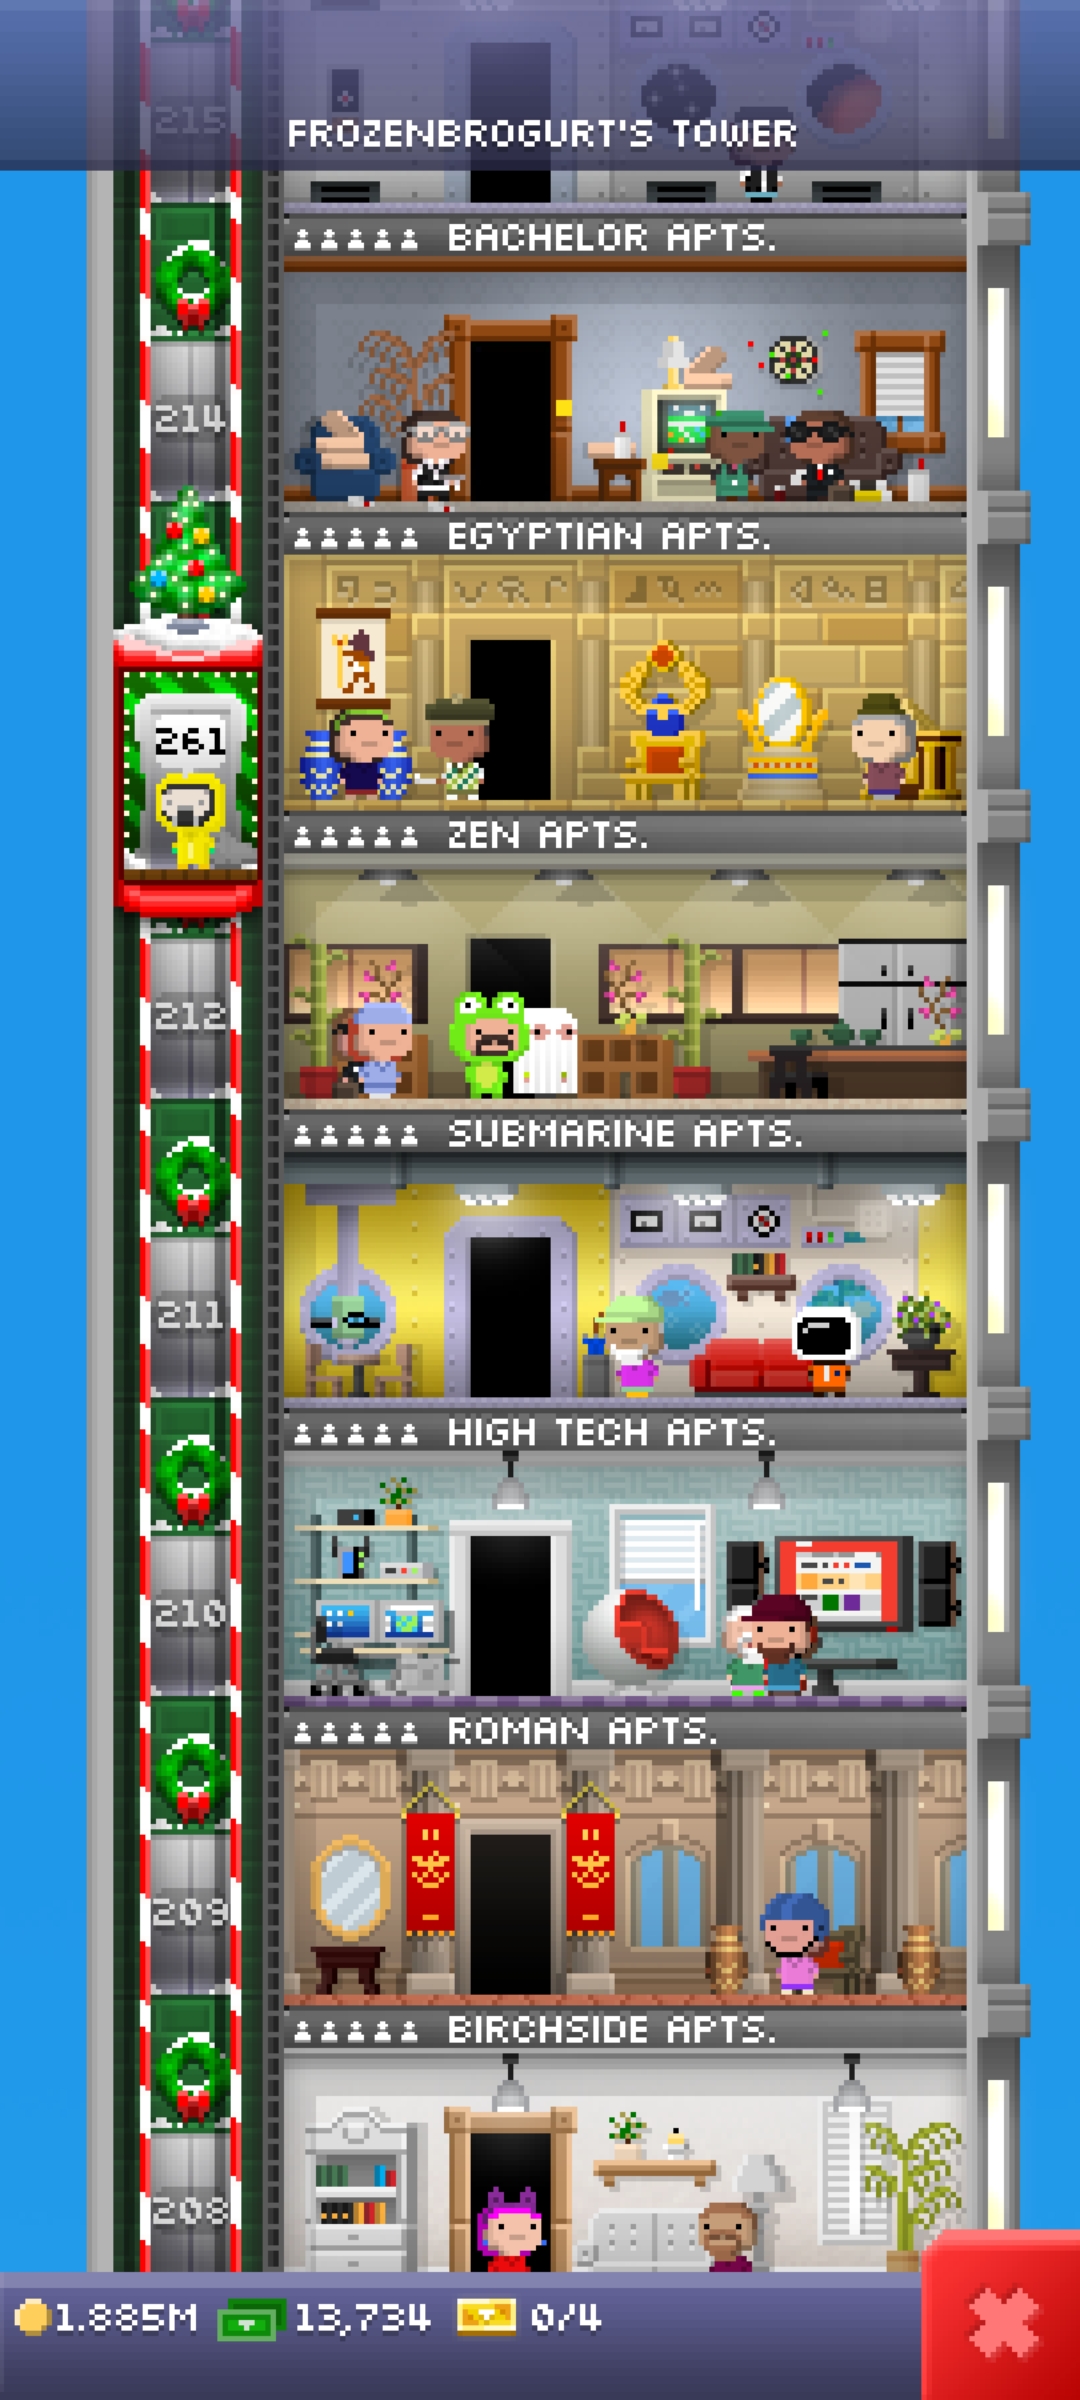 215
FROZENBROGURT'S TOWER
BACHELOR APTS.
214
EGYPTIAN APTS.
261
ZEN APTS.
212
SUBMARINE APTS.
211
HIGH TECH APTS.
210
ROMAN APTS.
209
BIRCHSIDE APTS.
208
1.885M 13,734 0/4